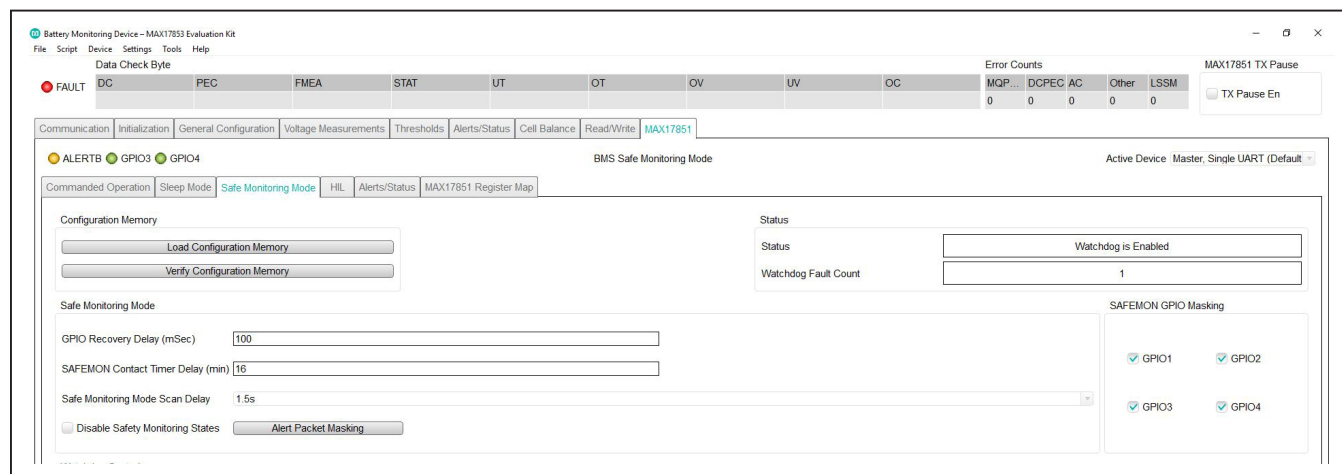 Battery Monitoring Device – MAX17853 Evaluation Kit
File Script Device Settings Tools Help
Data Check Byte Error Counts MAX17851 TX Pause
FAULT DC PEC FMEA STAT UT OT OV UV OC MQP... DCPEC AC Other LSSM
0 0 0 0 0
TX Pause En
Communication Initialization General Configuration Voltage Measurements Thresholds Alerts/Status Cell Balance Read/Write MAX17851
ALERTB GPIO3 GPIO4 BMS Safe Monitoring Mode Active Device Master, Single UART (Default
Commanded Operation Sleep Mode Safe Monitoring Mode HIL Alerts/Status MAX17851 Register Map
Configuration Memory Status
Load Configuration Memory Status Watchdog is Enabled
Verify Configuration Memory Watchdog Fault Count 1
Safe Monitoring Mode SAFEMON GPIO Masking
GPIO Recovery Delay (mSec) 100
GPIO1 GPIO2
SAFEMON Contact Timer Delay (min) 16
Safe Monitoring Mode Scan Delay 1.5s
GPIO3 GPIO4
Disable Safety Monitoring States Alert Packet Masking